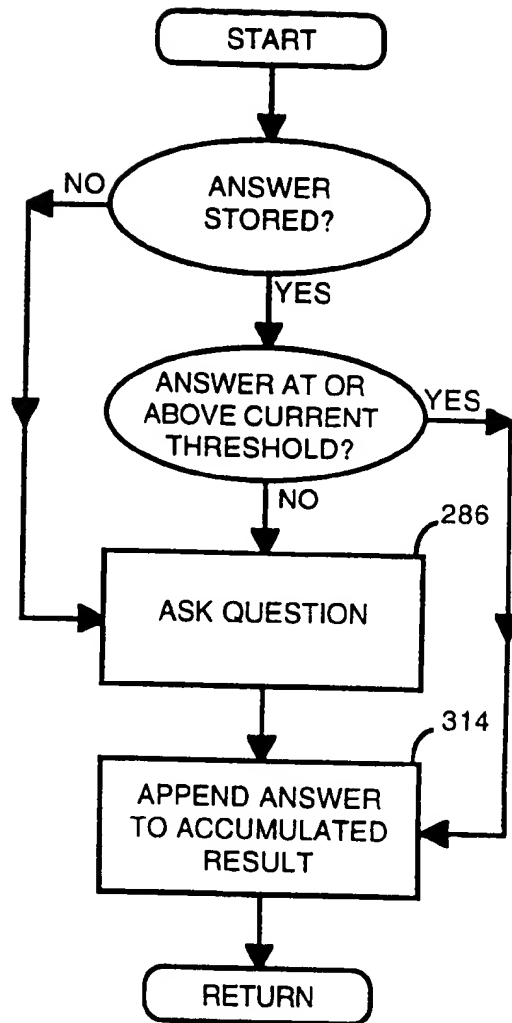 START
NO
ANSWER
STORED?
YES
ANSWER AT OR
ABOVE CURRENT
THRESHOLD?
YES
NO
286
ASK QUESTION
314
APPEND ANSWER
TO ACCUMULATED
RESULT
RETURN